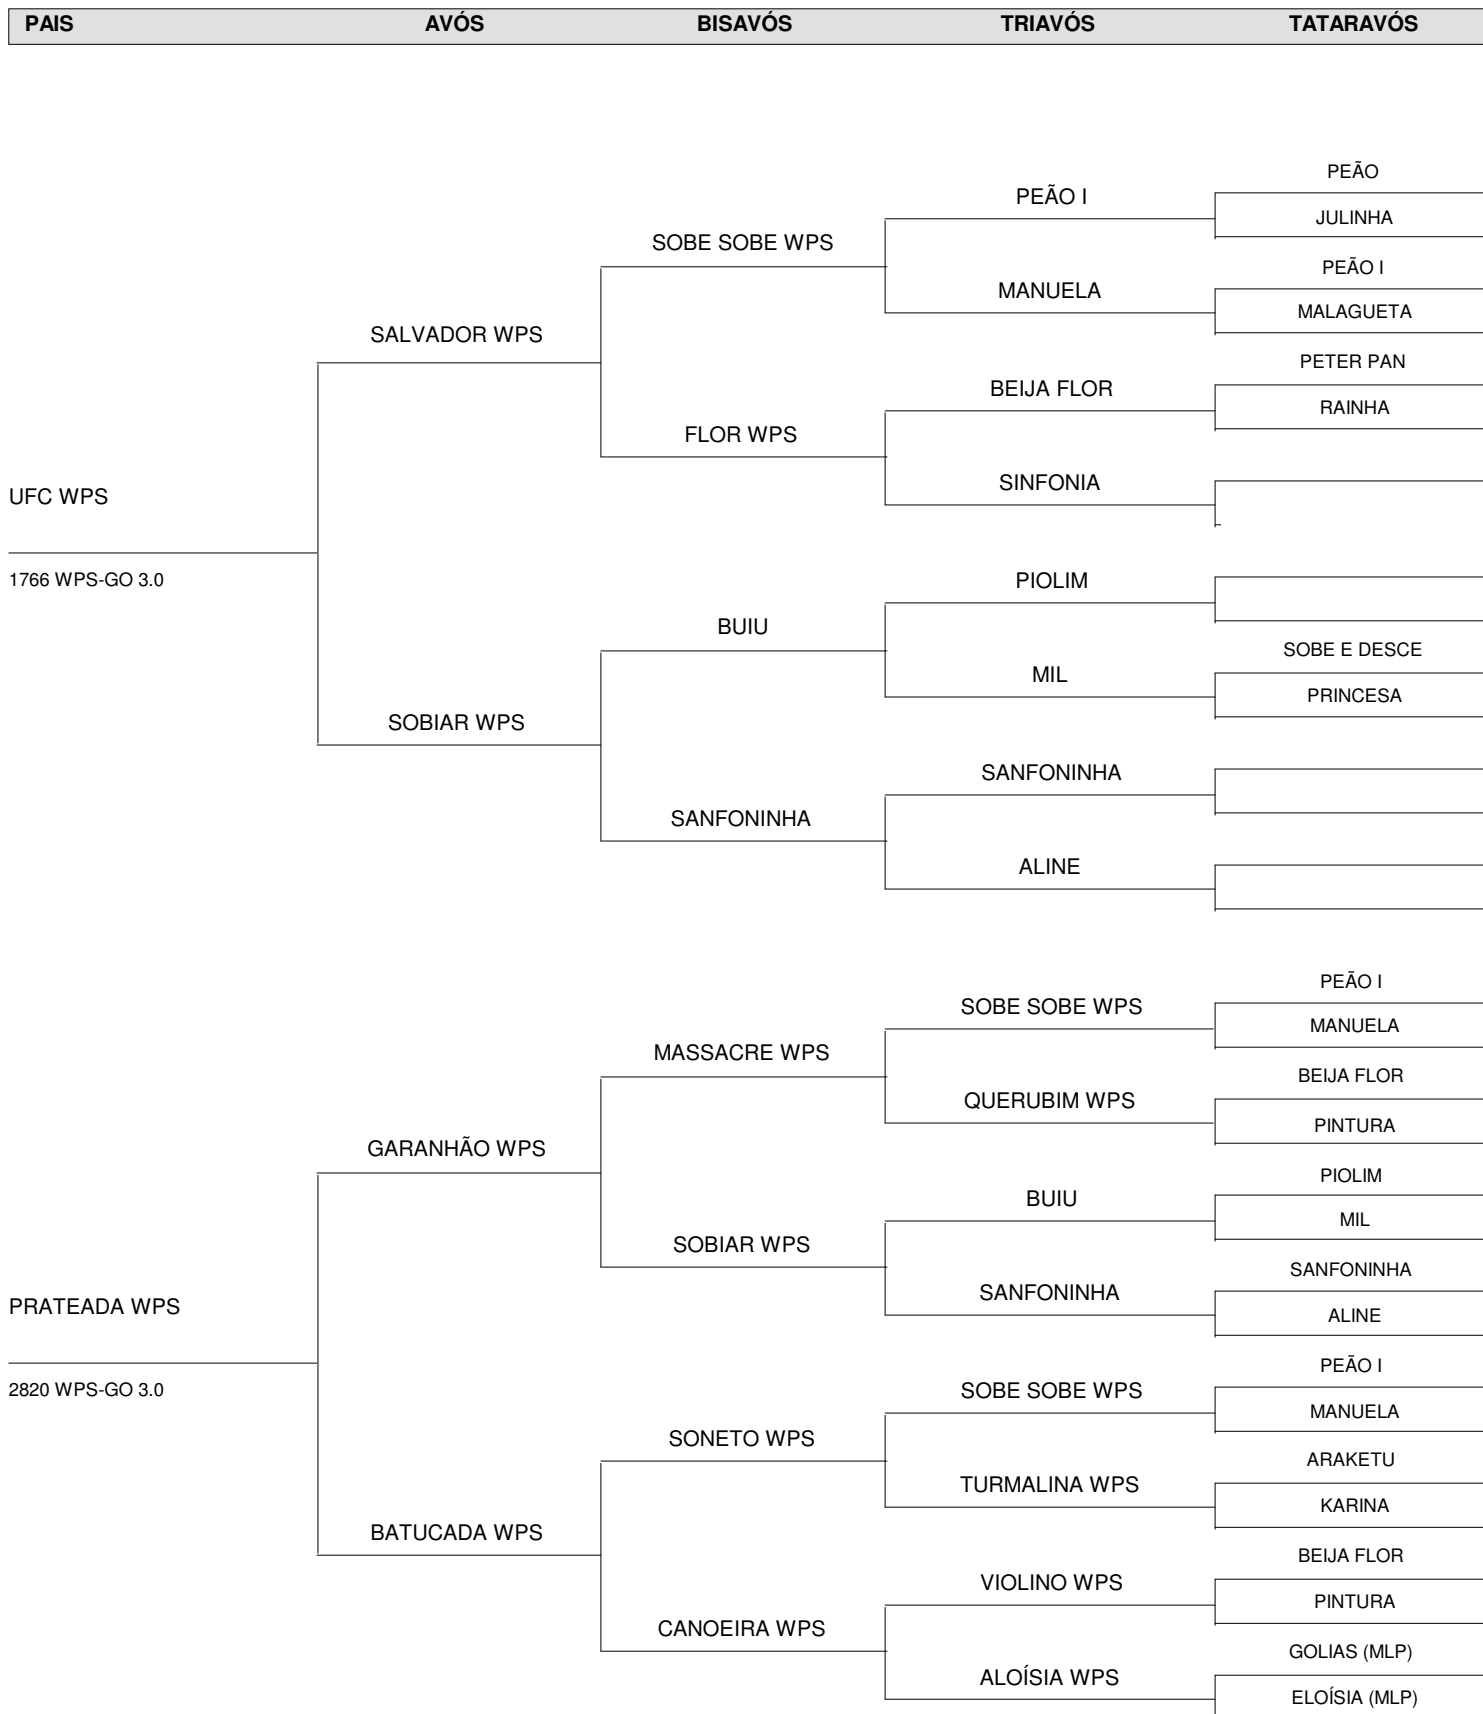 PAIS AVÓS BISAVÓS TRIAVÓS TATARAVÓS
PEÃO
PEÃO I
JULINHA
SOBE SOBE WPS
PEÃO I
MANUELA
MALAGUETA
SALVADOR WPS
PETER PAN
BEIJA FLOR
RAINHA
FLOR WPS
SINFONIA
UFC WPS
1766 WPS-GO 3.0
PIOLIM
BUIU
SOBE E DESCE
MIL
PRINCESA
SOBIAR WPS
SANFONINHA
SANFONINHA
ALINE
PEÃO I
SOBE SOBE WPS
MANUELA
MASSACRE WPS
BEIJA FLOR
QUERUBIM WPS
PINTURA
GARANHÃO WPS
PIOLIM
BUIU
MIL
SOBIAR WPS
SANFONINHA
SANFONINHA
ALINE
PRATEADA WPS
2820 WPS-GO 3.0
PEÃO I
SOBE SOBE WPS
MANUELA
SONETO WPS
ARAKETU
TURMALINA WPS
KARINA
BATUCADA WPS
BEIJA FLOR
VIOLINO WPS
PINTURA
CANOEIRA WPS
GOLIAS (MLP)
ALOÍSIA WPS
ELOÍSIA (MLP)